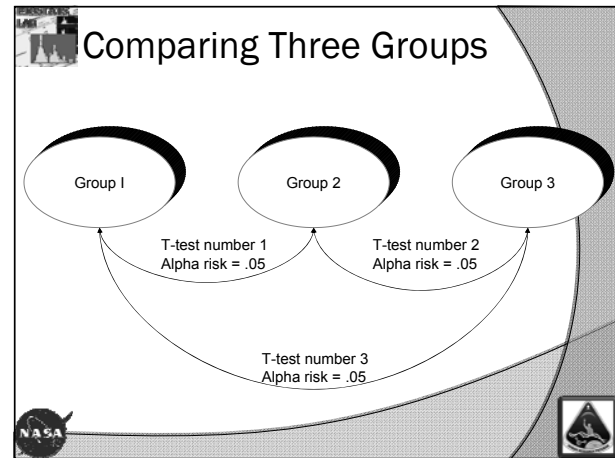 Comparing Three Groups
Group I
Group 2
Group 3
T-test number 1
Alpha risk = .05
T-test number 2
Alpha risk = .05
T-test number 3
Alpha risk = .05
NASA